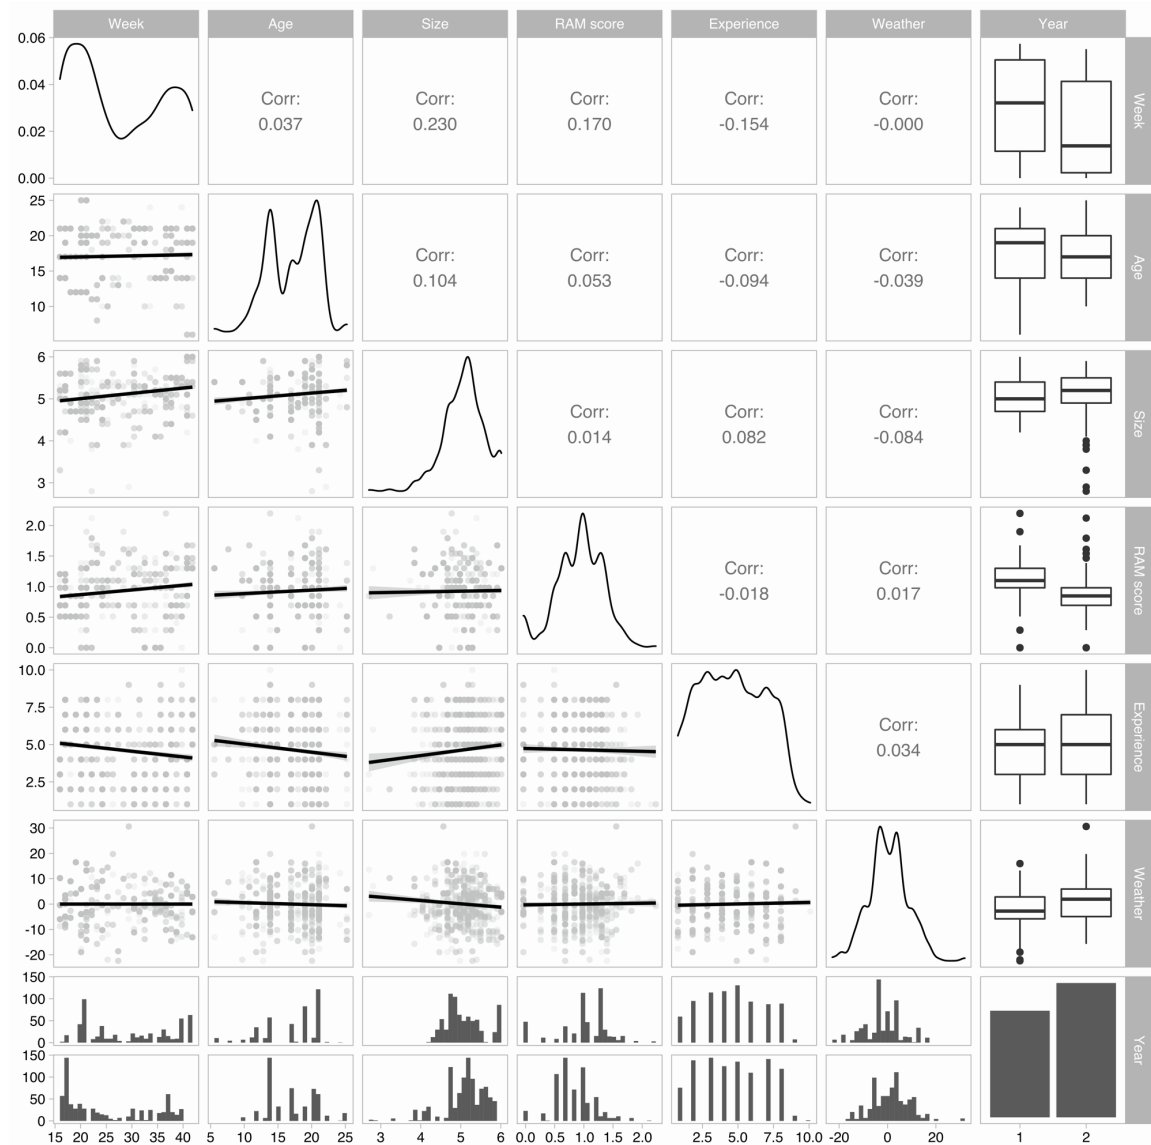 Week Age Size RAM score Experience Weather Year
0.06
0.04
0.02
0.00
Corr:
0.037
Corr:
0.230
Corr:
0.170
Corr:
-0.154
Corr:
-0.000
Week
25
20
15
10
Corr:
0.104
Corr:
0.053
Corr:
-0.094
Corr:
-0.039
Age
6
5
4
3
Corr:
0.014
Corr:
0.082
Corr:
-0.084
Size
2.0
1.5
1.0
0.5
0.0
Corr:
-0.018
Corr:
0.017
RAM score
10.0
7.5
5.0
2.5
Corr:
0.034
Experience
30
20
10
0
-10
-20
Weather
150
100
50
0
150
100
50
0
Year
15 20 25 30 35 40 5 10 15 20 25 3 4 5 6 0.0 0.5 1.0 1.5 2.0 2.5 5.0 7.5 10.0 -20 0 20 1 2